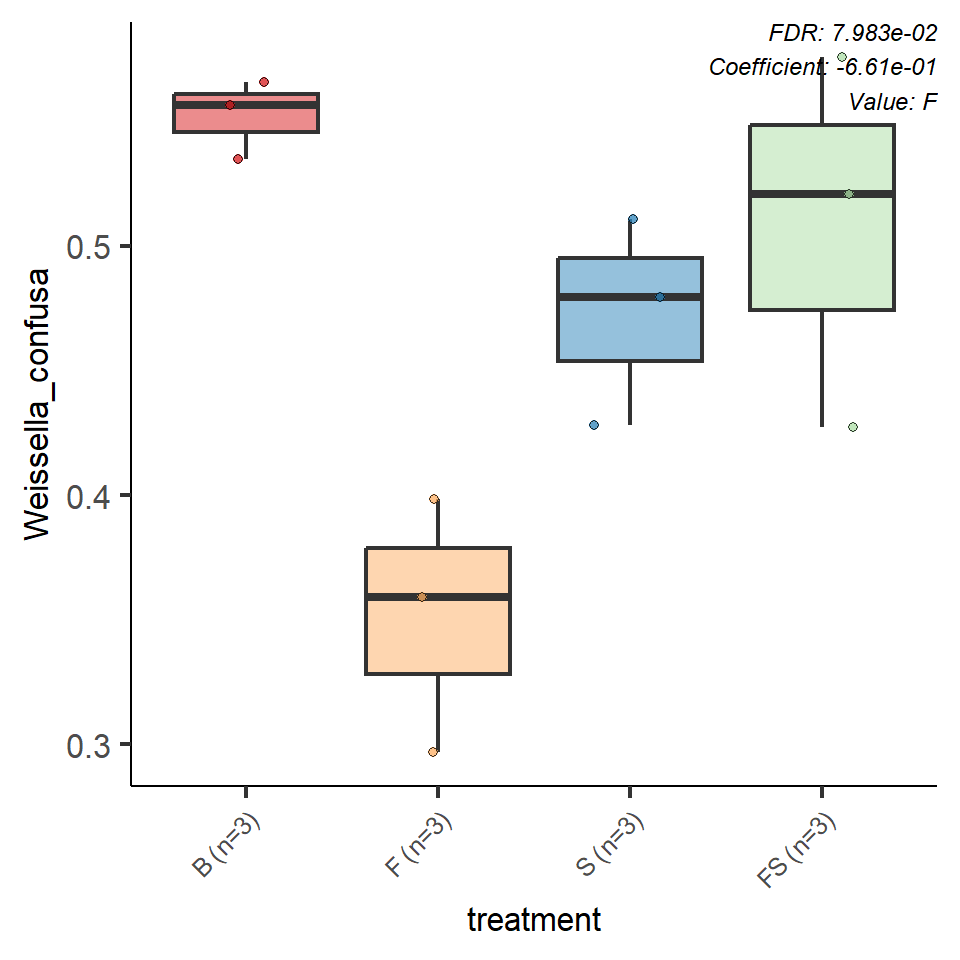 FDR: 7.983e-02
Coefficient: -6.61e-01
Value: F
Weissella_confusa
0.5
0.4
0.3
B (n=3)
F (n=3)
S (n=3)
FS (n=3)
treatment